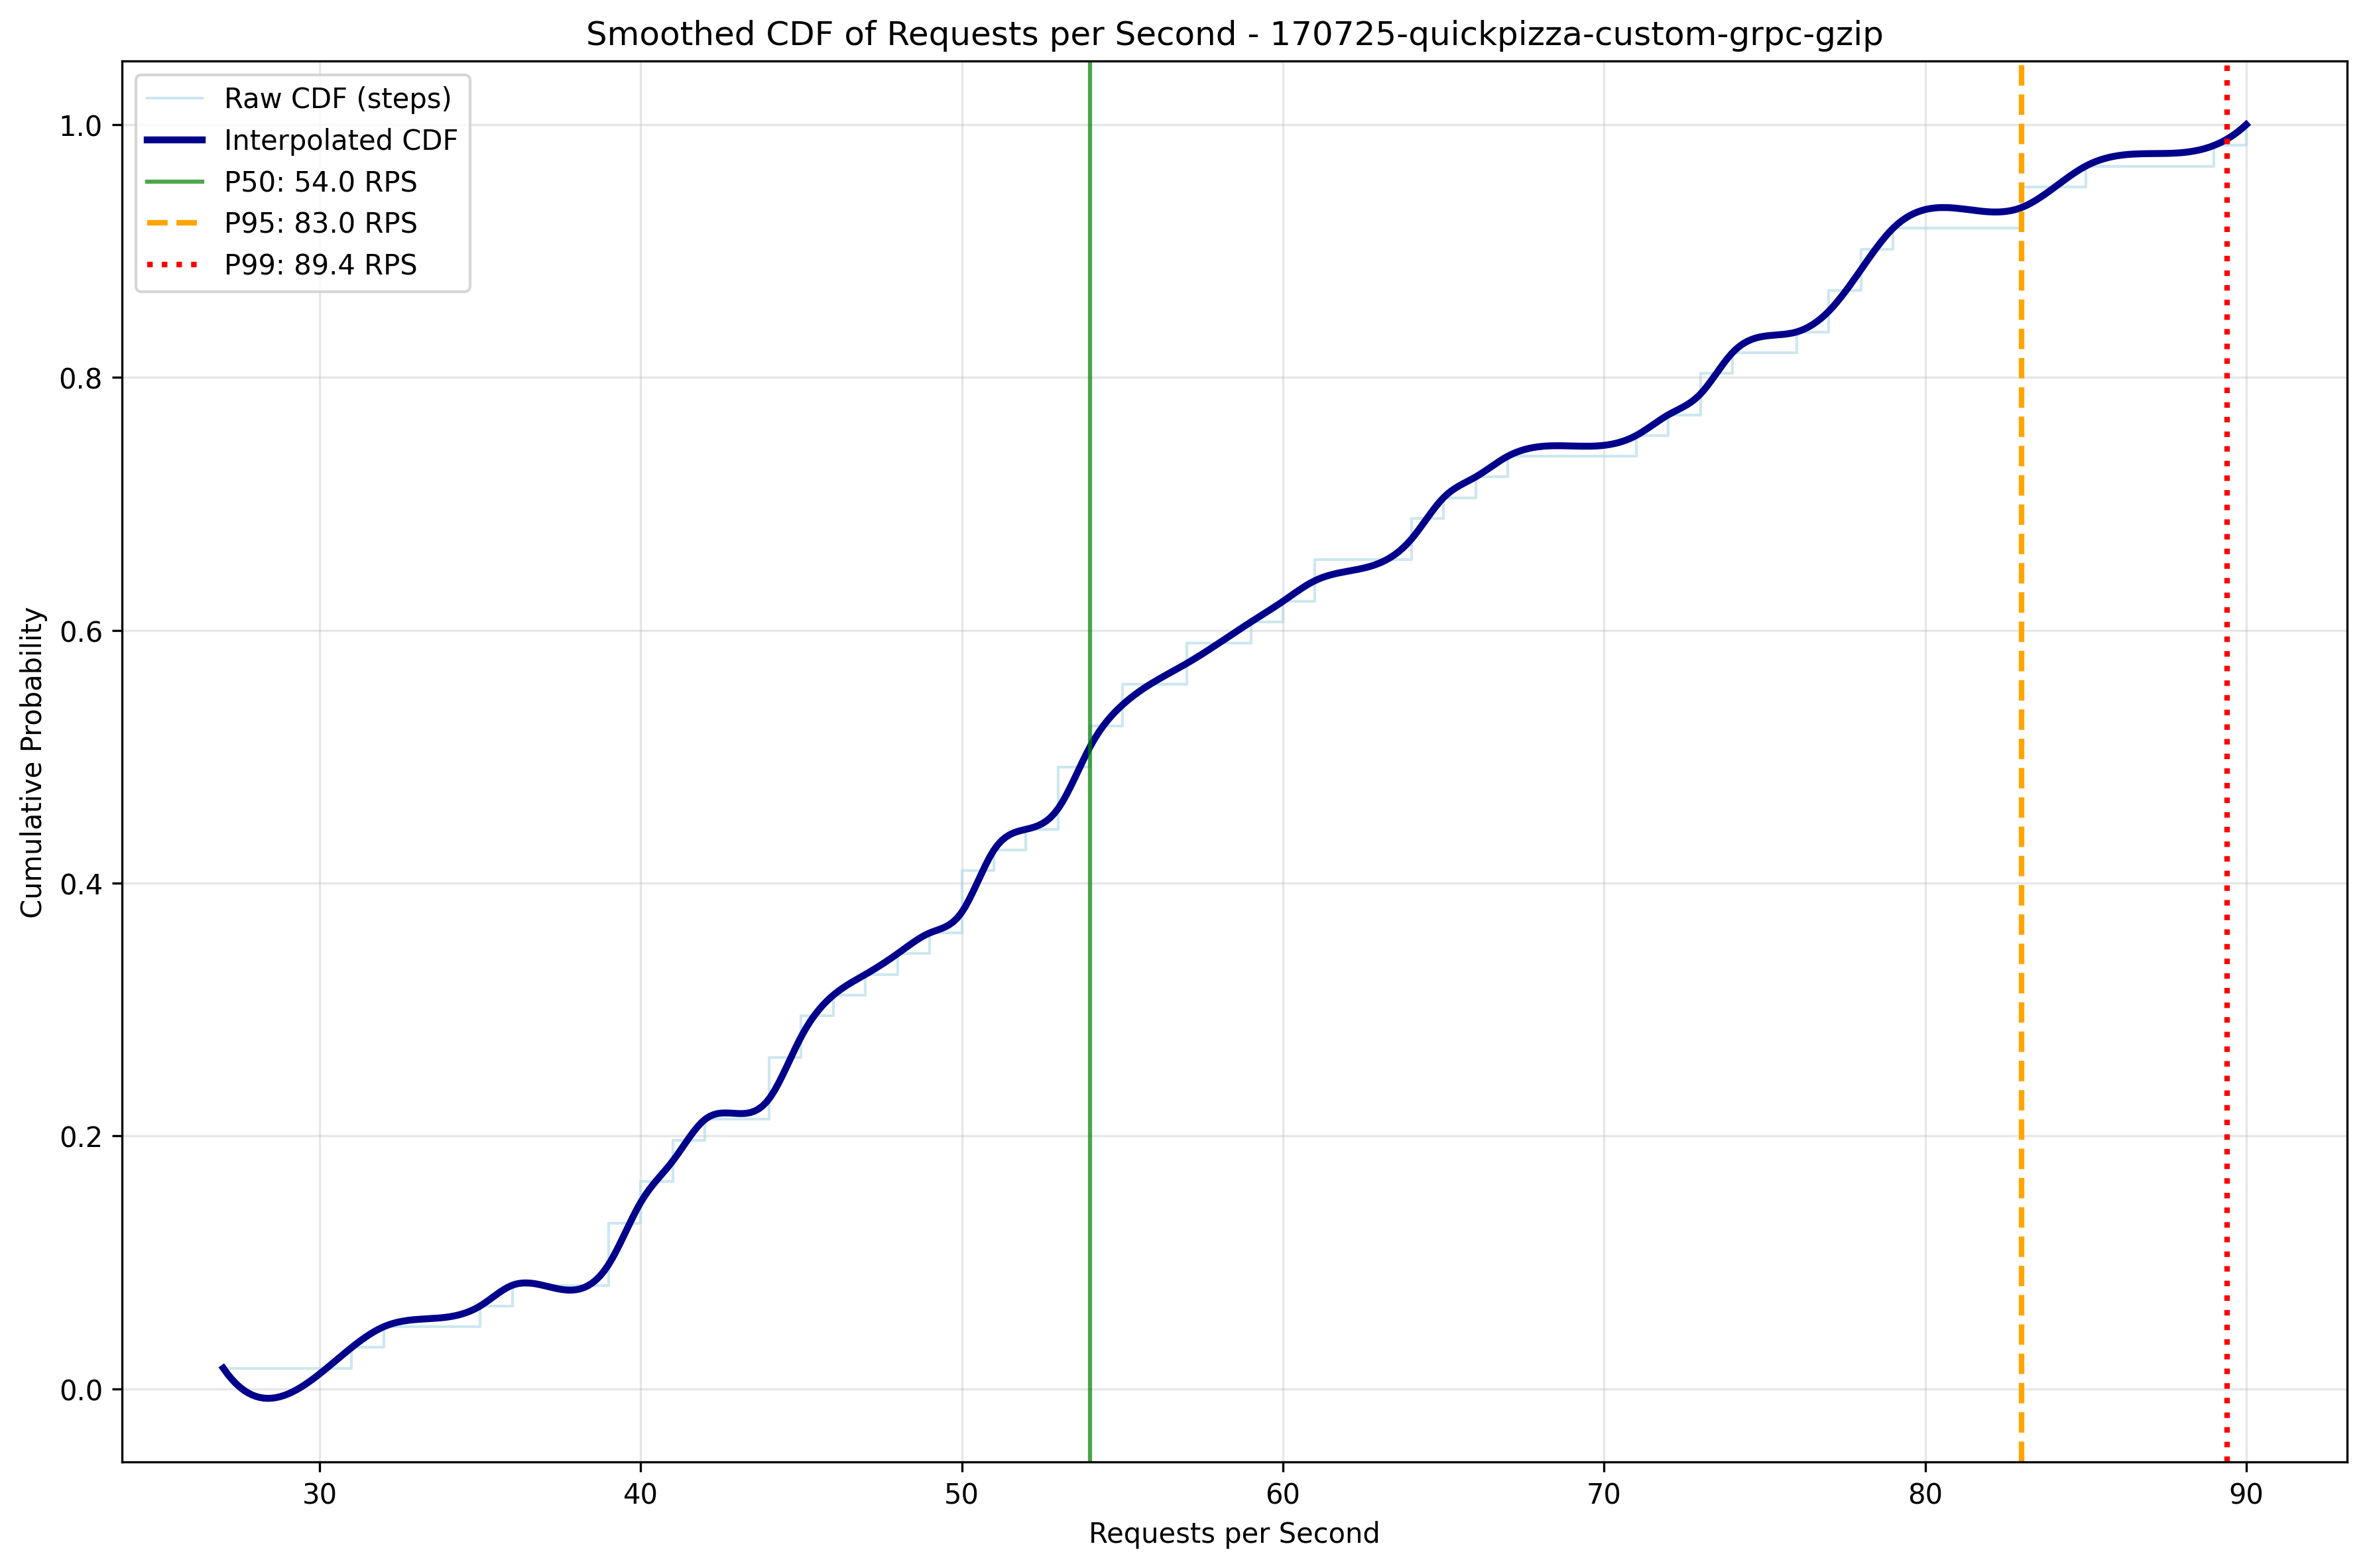 Smoothed CDF of Requests per Second - 170725-quickpizza-custom-grpc-gzip
Raw CDF (steps)
Interpolated CDF
P50: 54.0 RPS
P95: 83.0 RPS
P99: 89.4 RPS
Cumulative Probability
1.0
0.8
0.6
0.4
0.2
0.0
30 40 50 60 70 80 90
Requests per Second